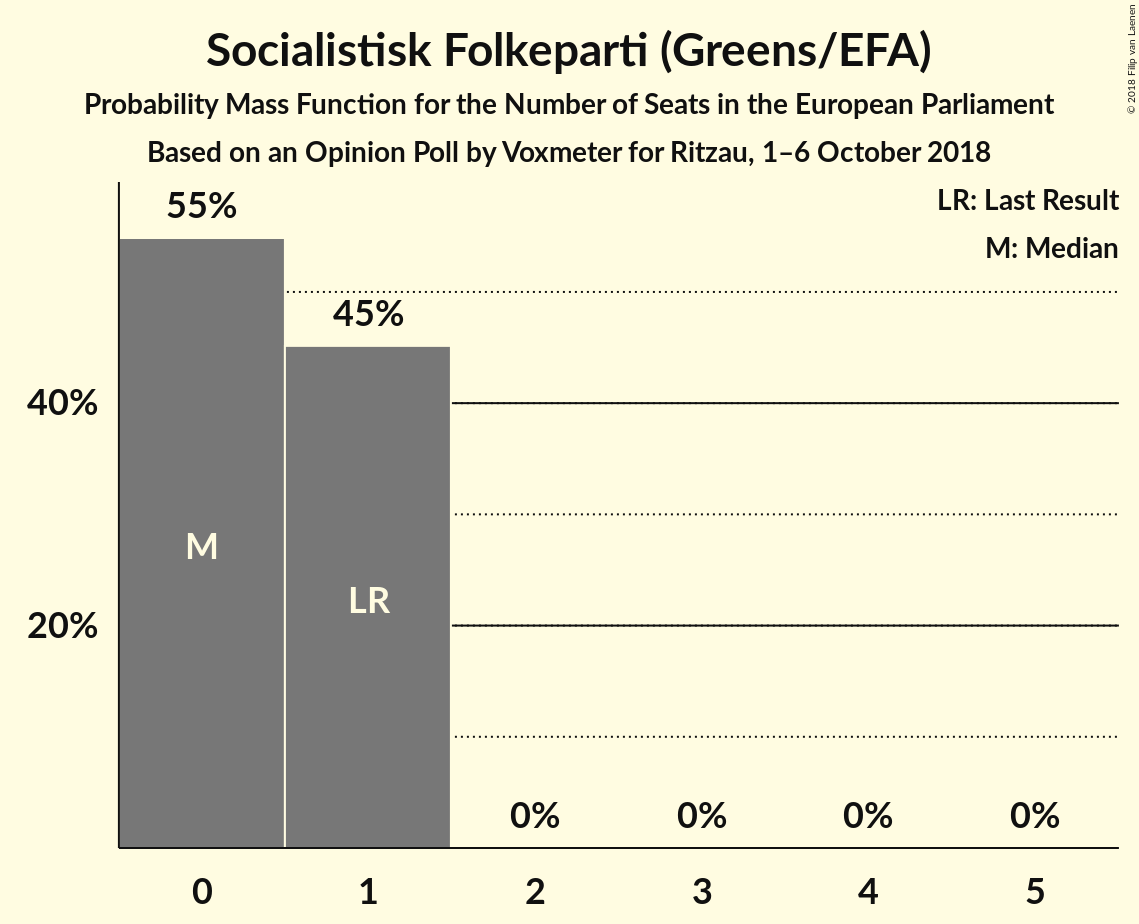 Socialistisk Folkeparti (Greens/EFA)
Probability Mass Function for the Number of Seats in the European Parliament
Based on an Opinion Poll by Voxmeter for Ritzau, 1–6 October 2018
© 2018 Filip van Laenen
LR: Last Result
M: Median
55%
45%
40%
20%
M
LR
0%
0%
0%
0%
0
1
2
3
4
5